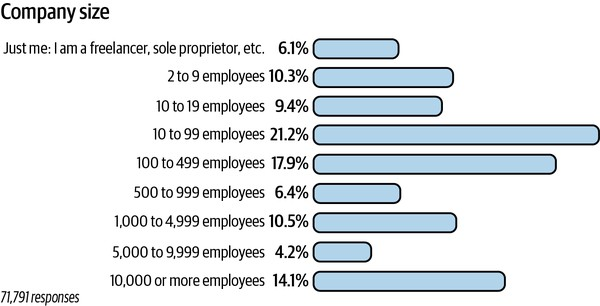 Company size
Just me: I am a freelancer, sole proprietor, etc. 6.1%
2 to 9 employees 10.3%
10 to 19 employees 9.4%
10 to 99 employees 21.2%
100 to 499 employees 17.9%
500 to 999 employees 6.4%
1,000 to 4,999 employees 10.5%
5,000 to 9,999 employees 4.2%
10,000 or more employees 14.1%
71,791 responses